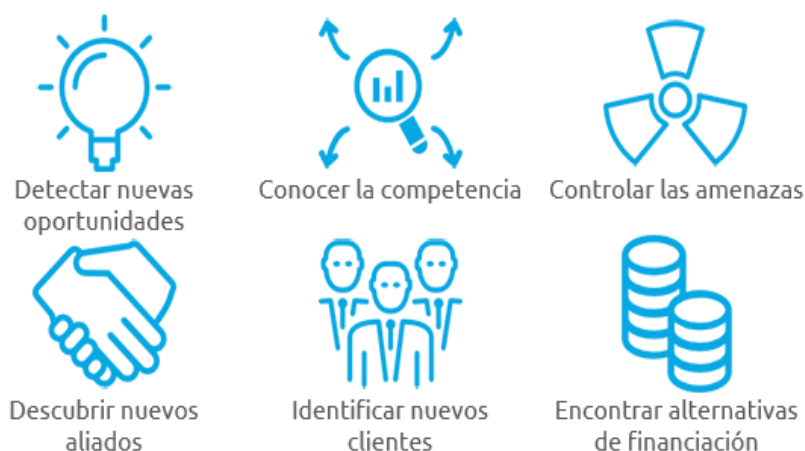 Detectar nuevas
oportunidades
Conocer la competencia
Controlar las amenazas
Descubrir nuevos
aliados
Identificar nuevos
clientes
Encontrar alternativas
de financiación